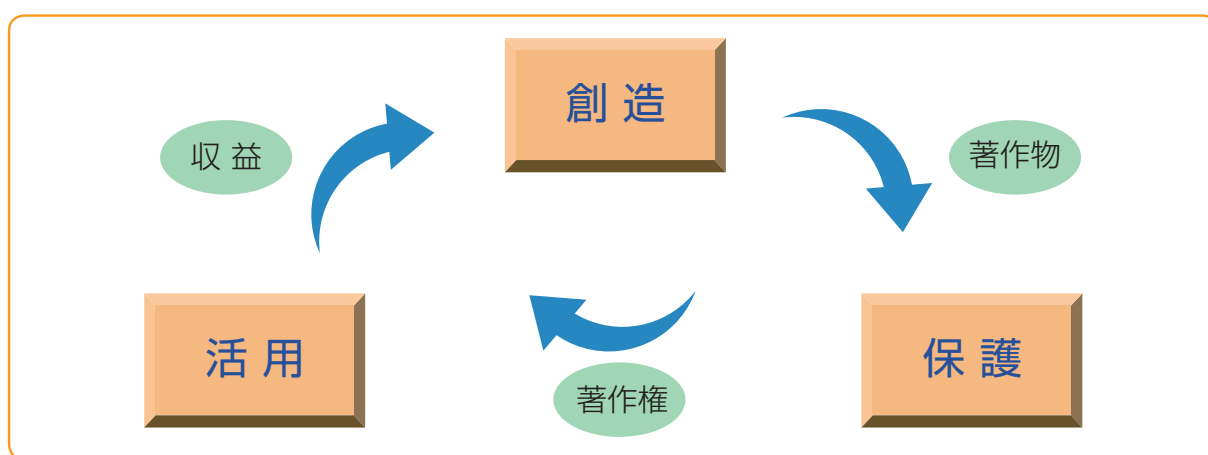 創 造
収 益
著作物
活 用
保 護
著作権